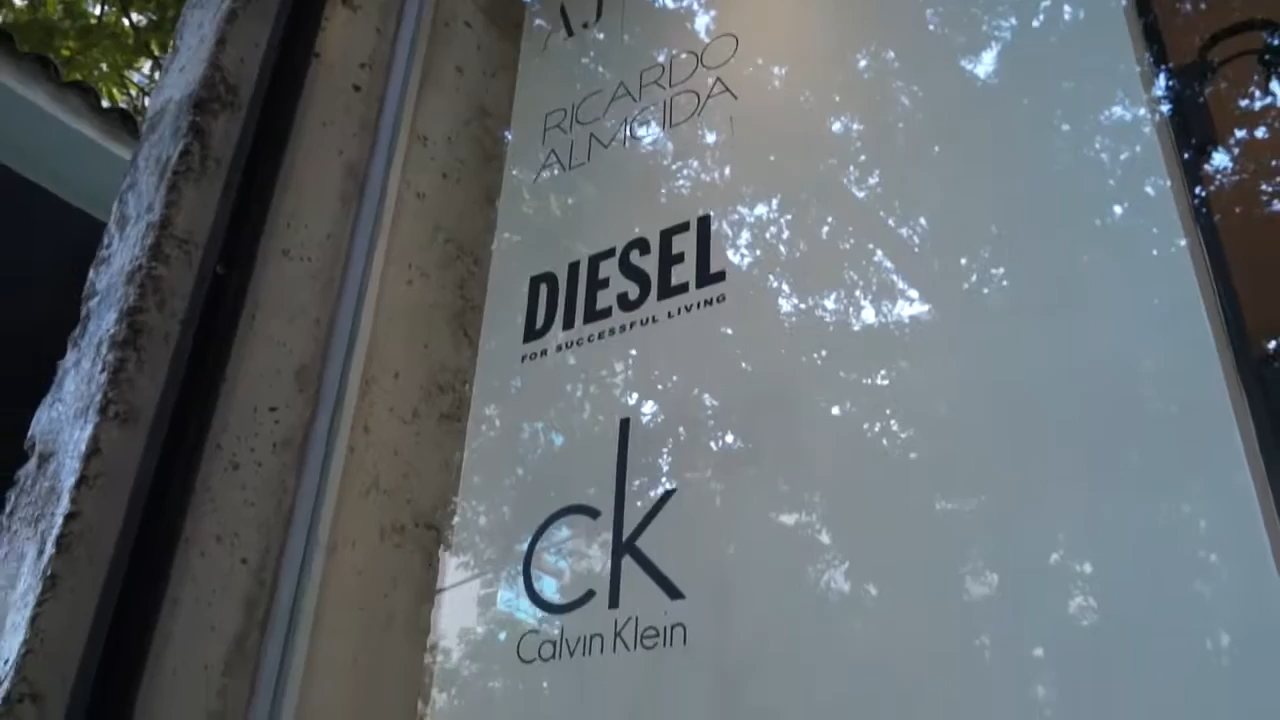 RICARDO
ALMEIDA
DIESEL
FOR SUCCESSFUL LIVING
ck
Calvin Klein